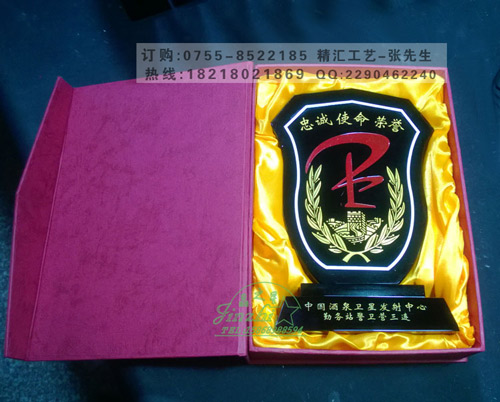 订购:0755-8522185 精汇工艺-张先生
热线:18218021869 QQ:2290462240
忠诚 使命 荣誉
中国酒泉卫星发射中心
勤务站警卫营三连